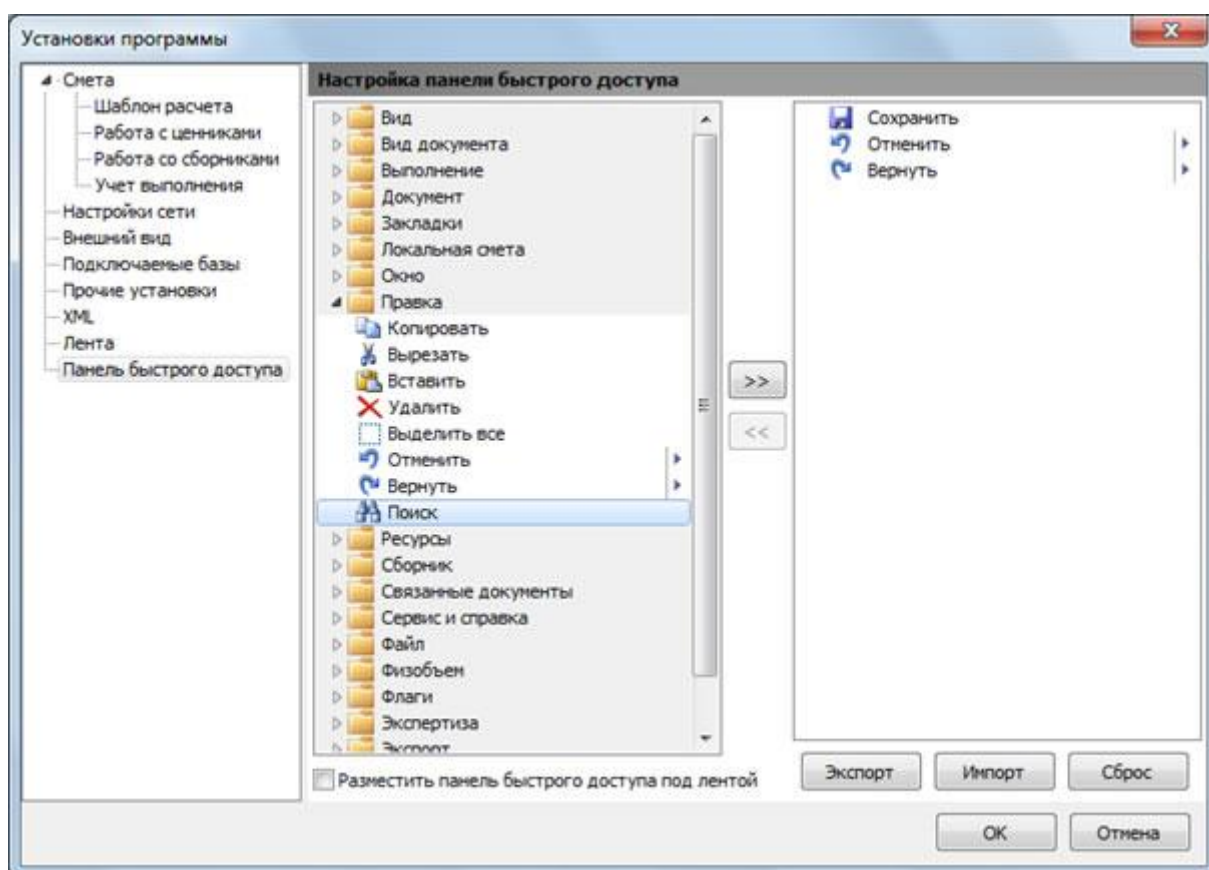 Установки программы
Смета
Шаблон расчета
Работа с ценниками
Работа со сборниками
Учет выполнения
Настройки сети
Внешний вид
Подключаемые базы
Прочие установки
XML
Лента
Панель быстрого доступа
Настройка панели быстрого доступа
Вид
Вид документа
Выполнение
Документ
Закладки
Локальная смета
Окно
Правка
Копировать
Вырезать
Вставить
Удалить
Выделить все
Отменить
Вернуть
Поиск
Ресурсы
Сборник
Связанные документы
Сервис и справка
Файл
Физобъем
Флаги
Экспертиза
Экспорт
Разместить панель быстрого доступа под лентой
>>
<<
Сохранить
Отменить
Вернуть
Экспорт
Импорт
Сброс
ОК
Отмена